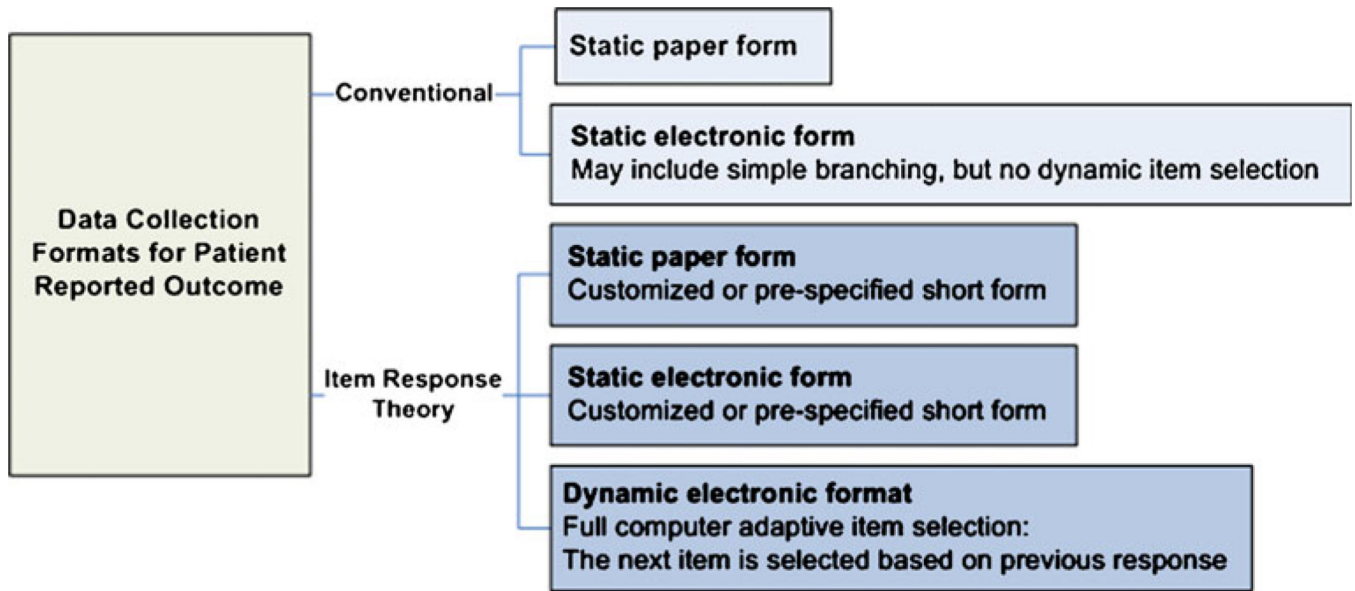 Data Collection
Formats for Patient
Reported Outcome
Conventional
Static paper form
Static electronic form
May include simple branching, but no dynamic item selection
Item Response
Theory
Static paper form
Customized or pre-specified short form
Static electronic form
Customized or pre-specified short form
Dynamic electronic format
Full computer adaptive item selection:
The next item is selected based on previous response